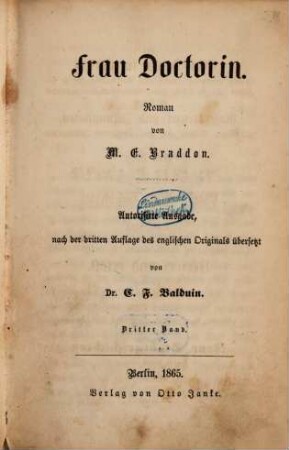 Frau Doctorin.
Roman
von
M. E. Braddon.
Autorisirte Ausgabe,
nach der dritten Auflage des englischen Originals übersetzt
von
Dr. C. F. Balduin.
Dritter Band.
Berlin, 1865.
Verlag von Otto Janke.